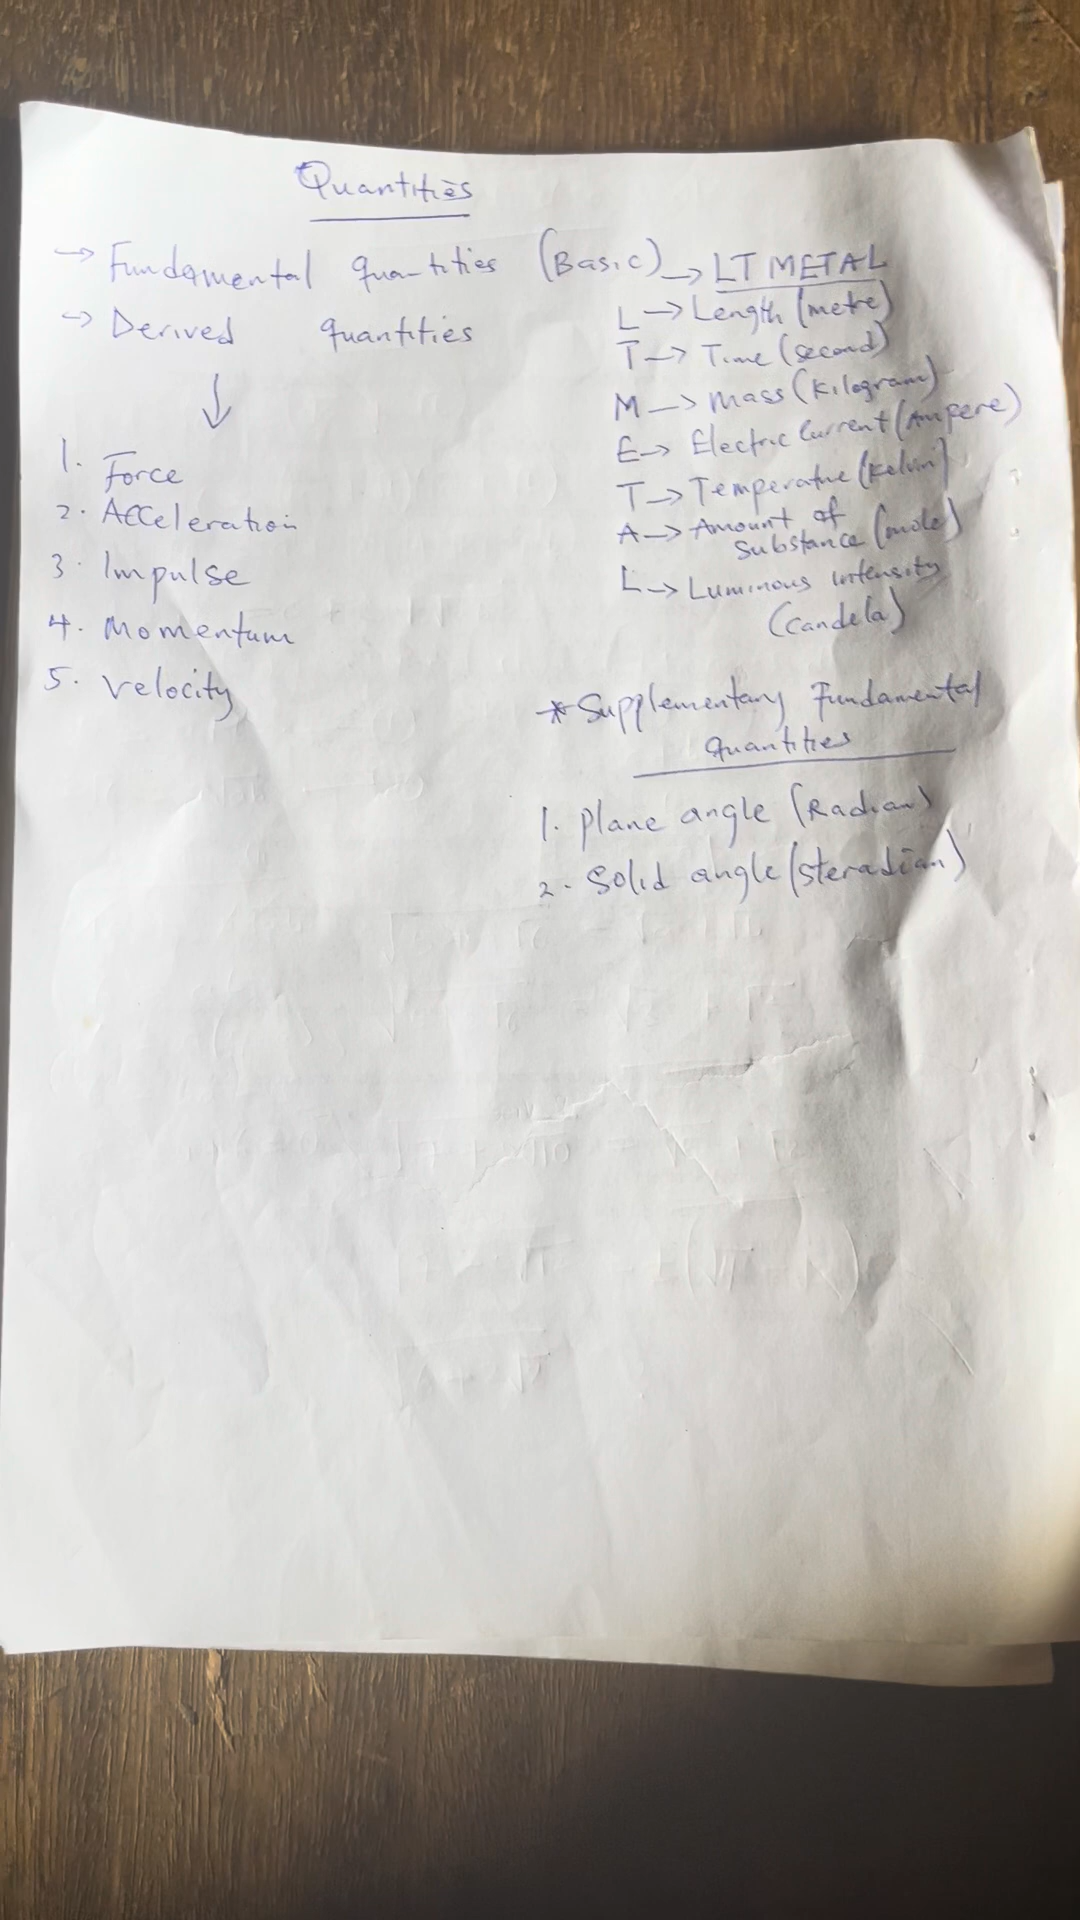 Quantities
→ Fundamental quantities (Basic) → LT METAL
→ Derived quantities
↓
1. Force
2. Acceleration
3. Impulse
4. Momentum
5. velocity
L → Length (metre)
T → Time (second)
M → mass (kilogram)
E → Electric Current (Ampere)
T → Temperature (Kelvin)
A → Amount of
Substance (mole)
L → Luminous intensity
(Candela)
* Supplementary Fundamental
quantities
1. plane angle (Radian)
2. Solid angle (steradian)